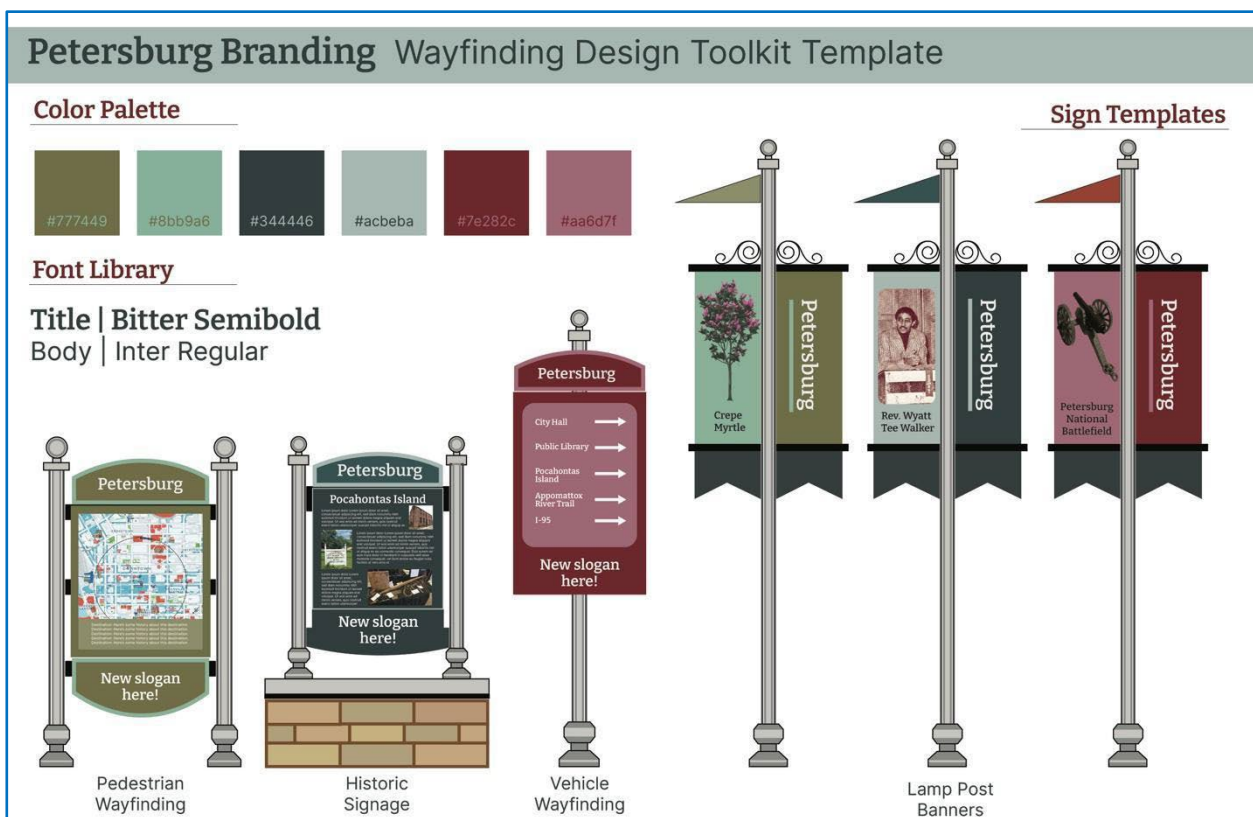 Petersburg Branding Wayfinding Design Toolkit Template
Color Palette
#777449
#8bb9a6
#344446
#acbeba
#7e282c
#aa6d7f
Font Library
Title | Bitter Semibold
Body | Inter Regular
Sign Templates
Petersburg
New slogan
here!
Pedestrian
Wayfinding
Petersburg
Pocahontas Island
New slogan
here!
Historic
Signage
Petersburg
City Hall
Public Library
Pocahontas
Island
Appomattox
River Trail
I-95
New slogan
here!
Vehicle
Wayfinding
Crepe
Myrtle
Petersburg
Rev. Wyatt
Tee Walker
Petersburg
Petersburg
National
Battlefield
Petersburg
Lamp Post
Banners